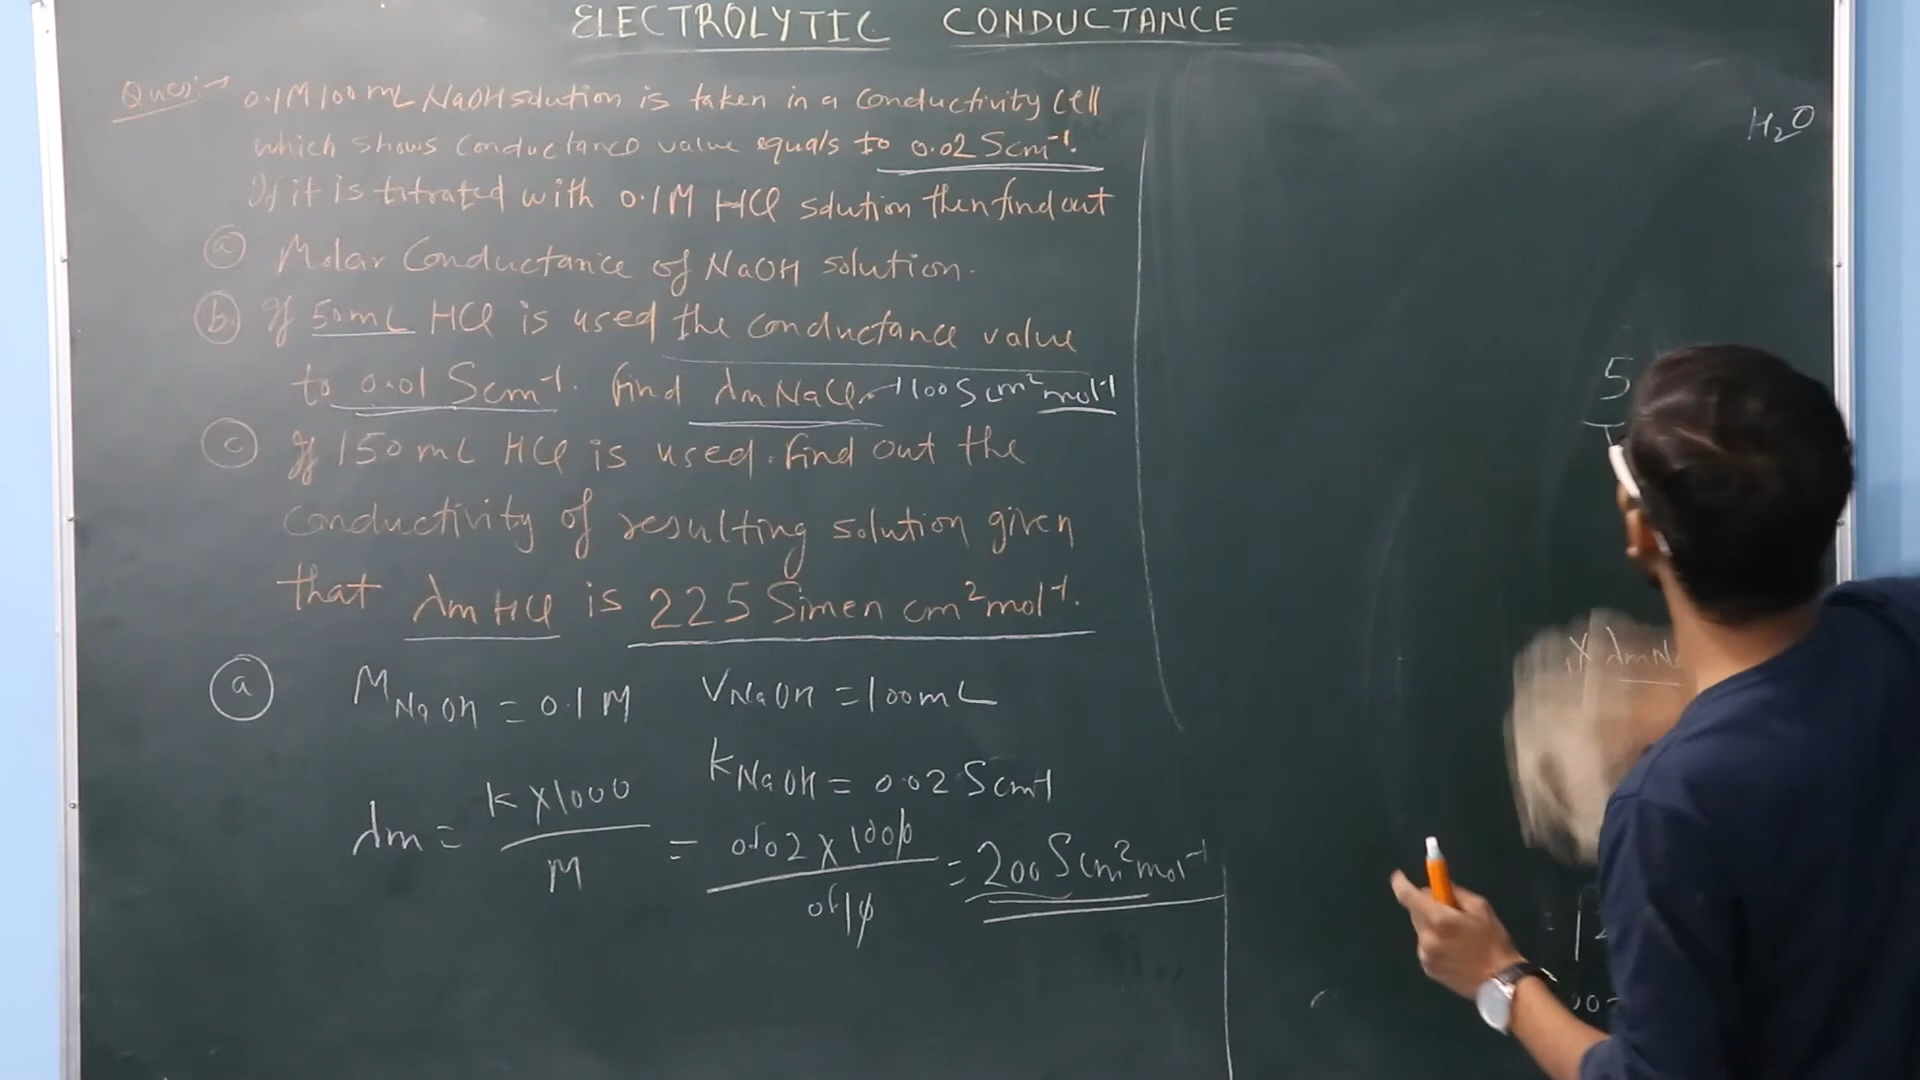 ELECTROLYTIC CONDUCTANCE
Ques:→ 0.1M 100 mL NaOH solution is taken in a conductivity cell
which shows conductance value equals to 0.02 Scm⁻¹.
If it is titrated with 0.1M HCl solution then find out
(a) Molar Conductance of NaOH solution.
(b) If 50mL HCl is used the conductance value
to 0.01 Scm⁻¹. find λm NaCl → 100 S cm² mol⁻¹
(c) If 150 mL HCl is used. find out the
conductivity of resulting solution given
that λm HCl is 225 Simen cm² mol⁻¹.
(a) M NaOH = 0.1 M V NaOH = 100 mL
K NaOH = 0.02 S cm⁻¹
λm = K × 1000 / M = 0.02 × 1000 / 0.10 = 200 S cm² mol⁻¹
H₂O
5
× λm